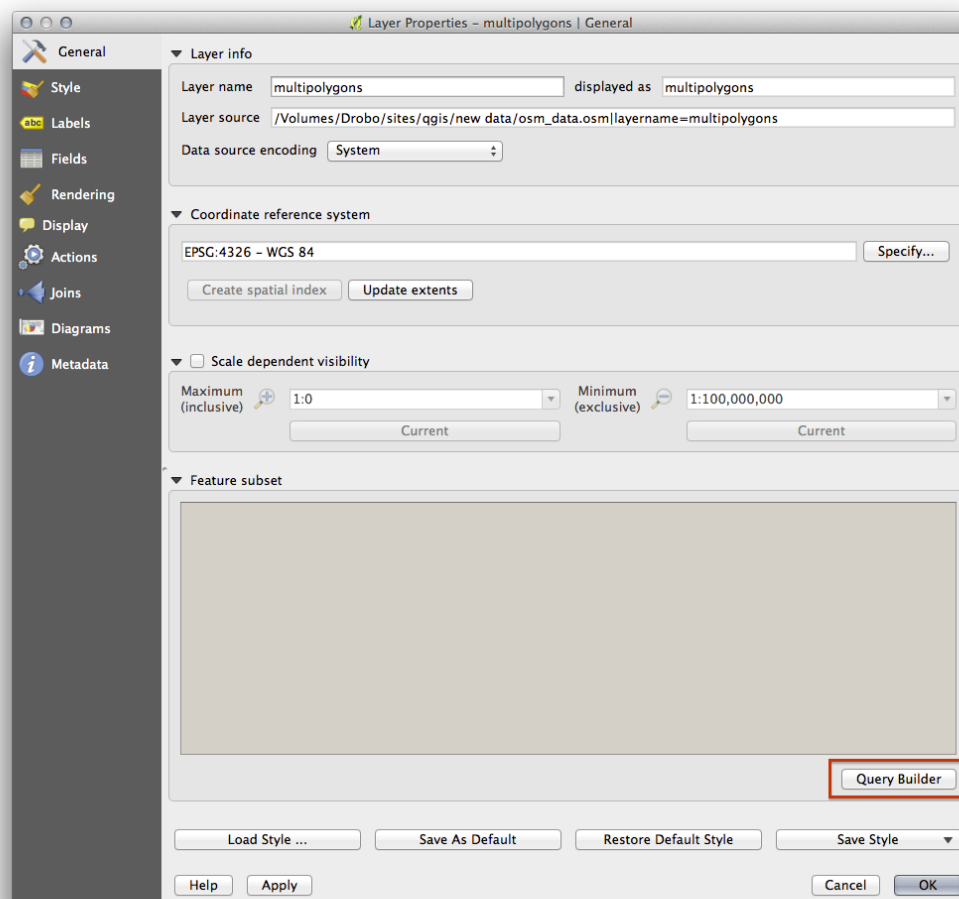 Layer Properties - multipolygons | General
General
Style
Labels
abc
Fields
Rendering
Display
Actions
Joins
Diagrams
Metadata
Layer info
Layer name multipolygons displayed as multipolygons
Layer source /Volumes/Drobo/sites/qgis/new data/osm_data.osm|layername=multipolygons
Data source encoding System
Coordinate reference system
EPSG:4326 - WGS 84 Specify...
Create spatial index Update extents
Scale dependent visibility
Maximum (inclusive) 1:0 Minimum (exclusive) 1:100,000,000
Current Current
Feature subset
Query Builder
Load Style ... Save As Default Restore Default Style Save Style
Help Apply Cancel OK